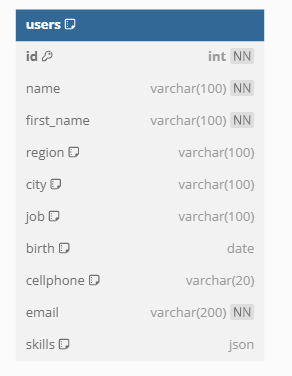 users
id int NN
name varchar(100) NN
first_name varchar(100) NN
region varchar(100)
city varchar(100)
job varchar(100)
birth date
cellphone varchar(20)
email varchar(200) NN
skills json